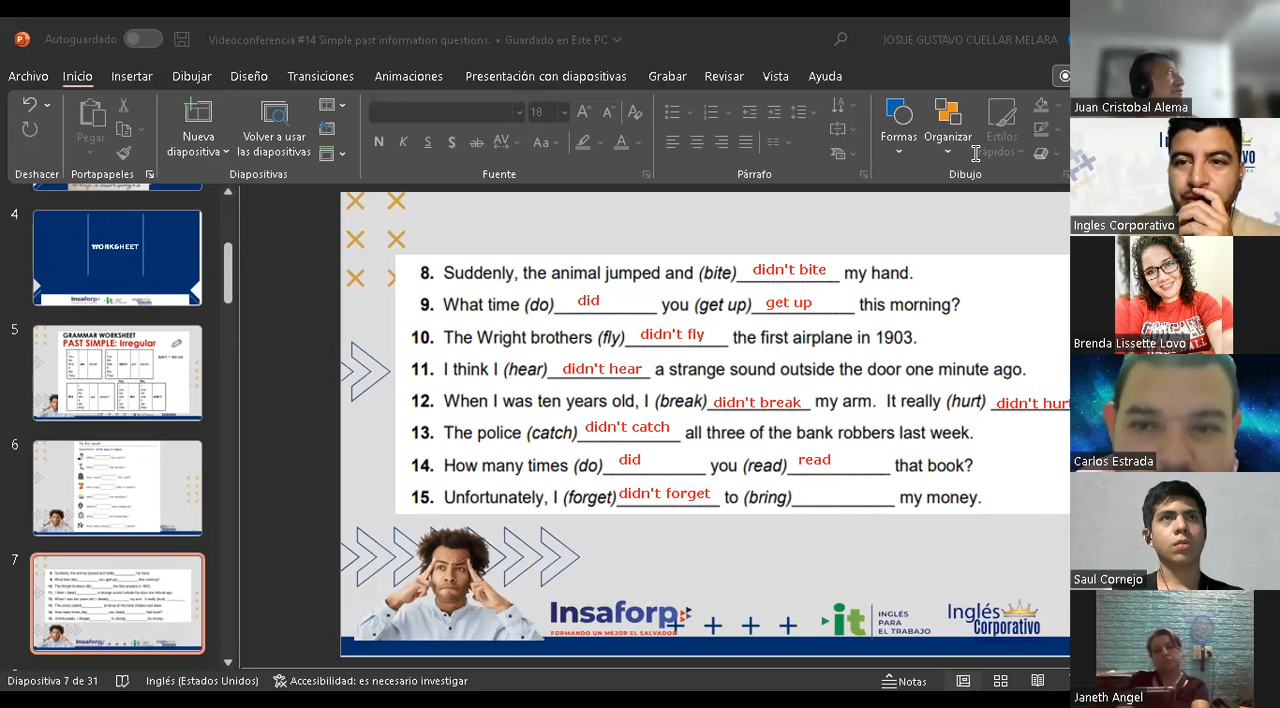 Autoguardado
Videoconferencia #14 Simple past information questions. • Guardado en Este PC
JOSUE GUSTAVO CUELLAR MELARA
Archivo Inicio Insertar Dibujar Diseño Transiciones Animaciones Presentación con diapositivas Grabar Revisar Vista Ayuda
Pegar
Nueva diapositiva
Volver a usar las diapositivas
18
N K S ab AV Aa A
Formas
Organizar
Estilos rápidos
Deshacer
Portapapeles
Diapositivas
Fuente
Párrafo
Dibujo
4
WORKSHEET
5
GRAMMAR WORKSHEET
PAST SIMPLE: Irregular
6
7
8. Suddenly, the animal jumped and (bite) didn't bite my hand.
9. What time (do) did you (get up) get up this morning?
10. The Wright brothers (fly) didn't fly the first airplane in 1903.
11. I think I (hear) didn't hear a strange sound outside the door one minute ago.
12. When I was ten years old, I (break) didn't break my arm. It really (hurt) didn't hurt
13. The police (catch) didn't catch all three of the bank robbers last week.
14. How many times (do) did you (read) read that book?
15. Unfortunately, I (forget) didn't forget to (bring) my money.
Insaforp
FORMANDO UN MEJOR EL SALVADOR
it
INGLÉS
PARA
EL TRABAJO
Inglés
Corporativo
Diapositiva 7 de 31
Inglés (Estados Unidos)
Accesibilidad: es necesario investigar
Notas
Juan Cristobal Alema
Ingles Corporativo
Brenda Lissette Lovo
Carlos Estrada
Saul Cornejo
Janeth Angel